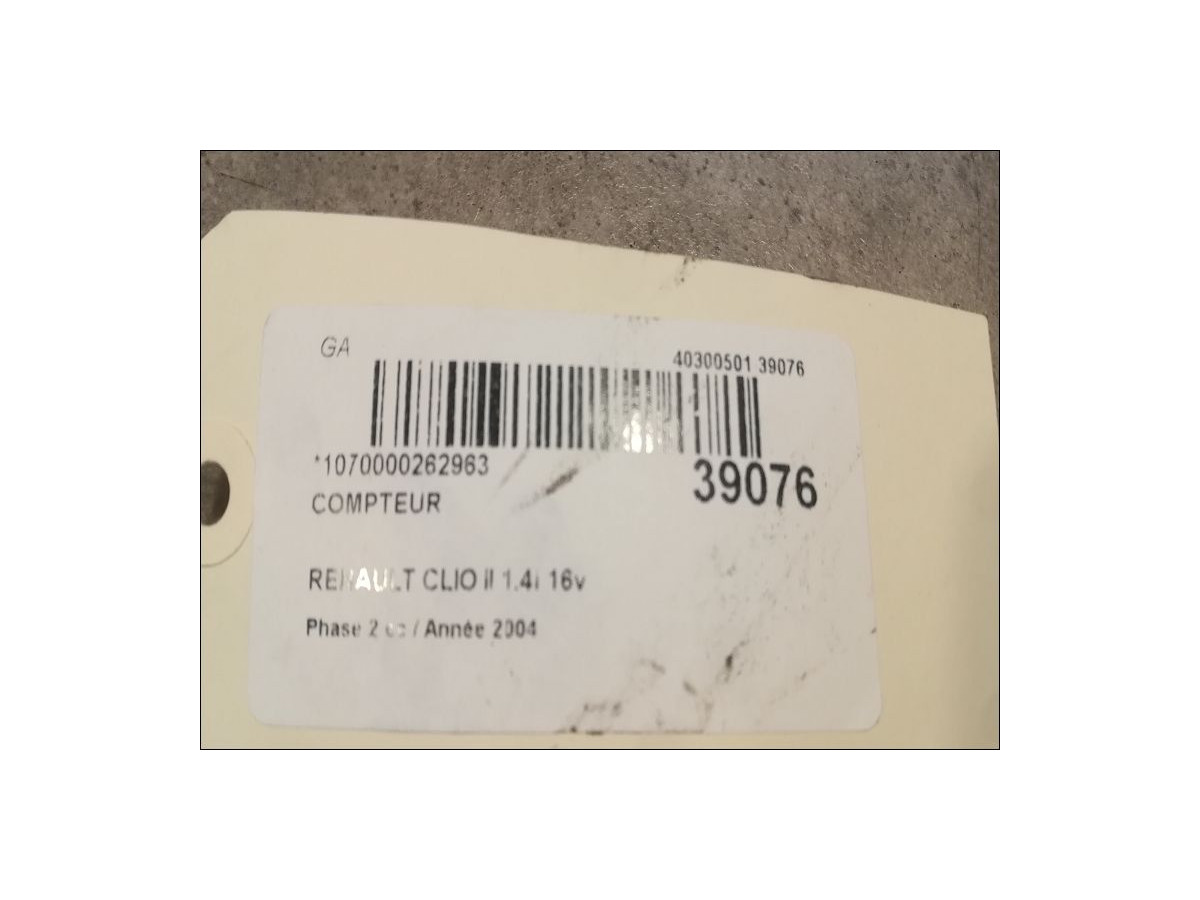 GA
40300501 39076
*1070000262963
39076
COMPTEUR
RENAULT CLIO II 1.4i 16v
Phase 2 / Année 2004